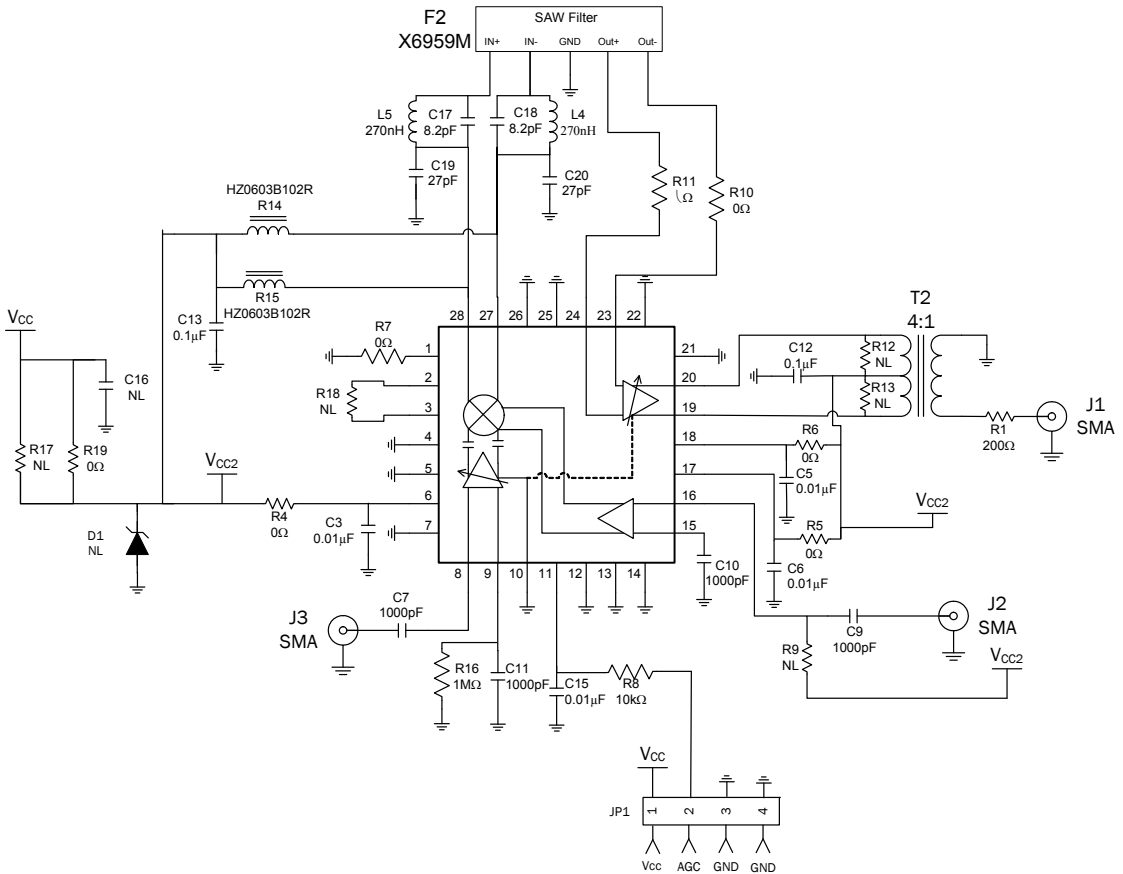 F2
X6959M
SAW Filter
IN+ IN- GND Out+ Out-
L5
270nH
C17
8.2pF
C18
8.2pF
L4
270nH
C19
27pF
C20
27pF
R11
Ω
R10
0Ω
HZ0603B102R
R14
R15
HZ0603B102R
C13
0.1µF
VCC
C16
NL
R17
NL
R19
0Ω
VCC2
D1
NL
R4
0Ω
C3
0.01µF
R7
0Ω
R18
NL
28 27 26 25 24 23 22
1
2
3
4
5
6
7
8 9 10 11 12 13 14
21
20
19
18
17
16
15
T2
4:1
R12
NL
R13
NL
C12
0.1µF
R1
200Ω
J1
SMA
R6
0Ω
C5
0.01µF
R5
0Ω
VCC2
C6
0.01µF
C10
1000pF
J2
SMA
C9
1000pF
R9
NL
VCC2
J3
SMA
C7
1000pF
R16
1MΩ
C11
1000pF
C15
0.01µF
R8
10kΩ
VCC
JP1
1 2 3 4
Vcc AGC GND GND